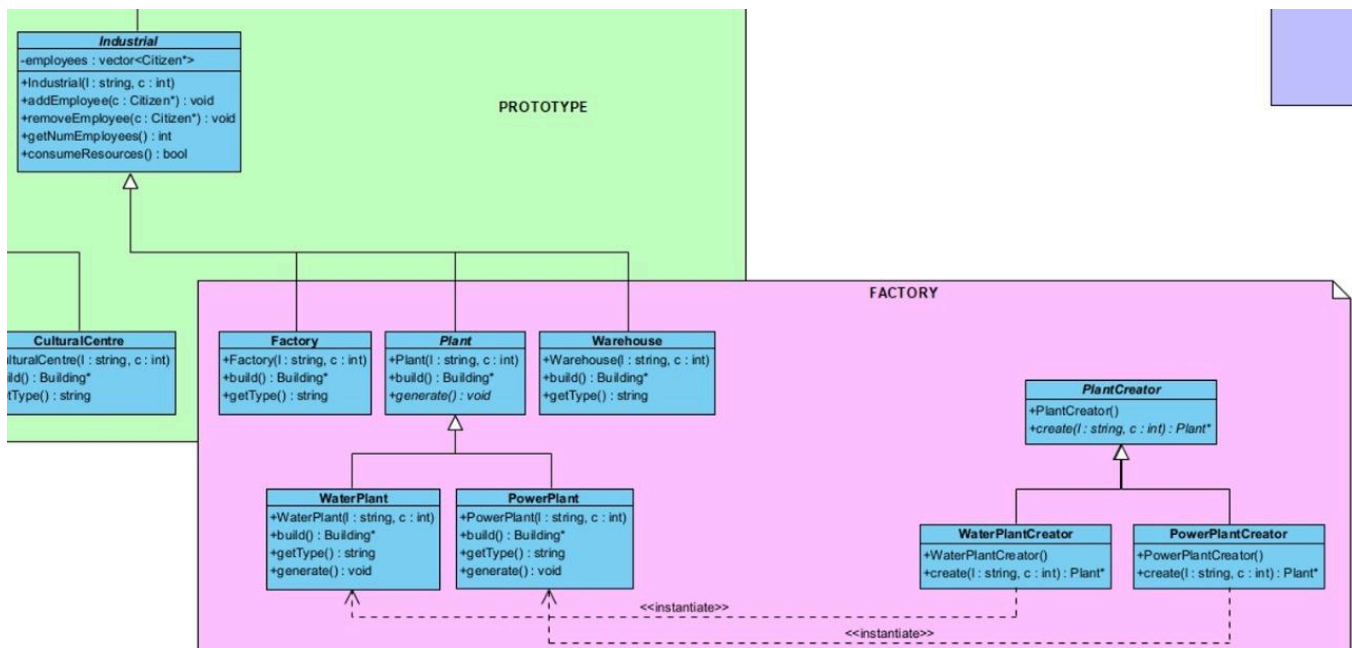 Industrial
-employees : vector<Citizen*>
+Industrial(l : string, c : int)
+addEmployee(c : Citizen*) : void
+removeEmployee(c : Citizen*) : void
+getNumEmployees() : int
+consumeResources() : bool
PROTOTYPE
FACTORY
CulturalCentre
ulturalCentre(l : string, c : int)
uild() : Building*
etType() : string
Factory
+Factory(l : string, c : int)
+build() : Building*
+getType() : string
Plant
+Plant(l : string, c : int)
+build() : Building*
+generate() : void
Warehouse
+Warehouse(l : string, c : int)
+build() : Building*
+getType() : string
PlantCreator
+PlantCreator()
+create(l : string, c : int) : Plant*
WaterPlant
+WaterPlant(l : string, c : int)
+build() : Building*
+getType() : string
+generate() : void
PowerPlant
+PowerPlant(l : string, c : int)
+build() : Building*
+getType() : string
+generate() : void
WaterPlantCreator
+WaterPlantCreator()
+create(l : string, c : int) : Plant*
PowerPlantCreator
+PowerPlantCreator()
+create(l : string, c : int) : Plant*
<<instantiate>>
<<instantiate>>